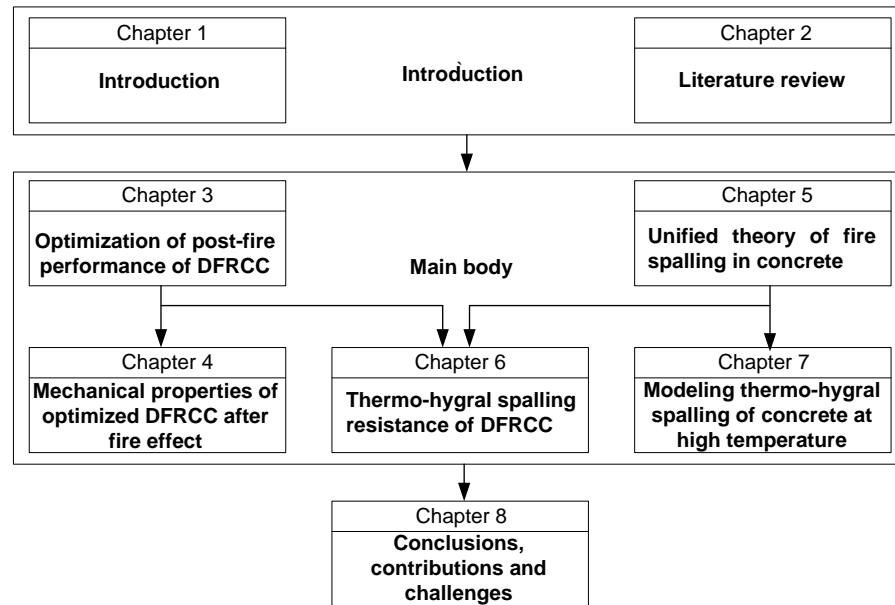 Chapter 1
Introduction
Introduction
Chapter 2
Literature review
Chapter 3
Optimization of post-fire
performance of DFRCC
Main body
Chapter 5
Unified theory of fire
spalling in concrete
Chapter 4
Mechanical properties of
optimized DFRCC after
fire effect
Chapter 6
Thermo-hygral spalling
resistance of DFRCC
Chapter 7
Modeling thermo-hygral
spalling of concrete at
high temperature
Chapter 8
Conclusions,
contributions and
challenges